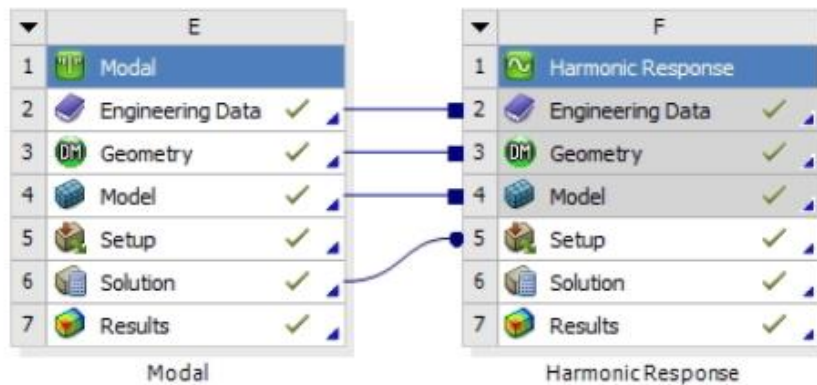 E
1 Modal
2 Engineering Data
3 DM Geometry
4 Model
5 Setup
6 Solution
7 Results
Modal
F
1 Harmonic Response
2 Engineering Data
3 DM Geometry
4 Model
5 Setup
6 Solution
7 Results
Harmonic Response